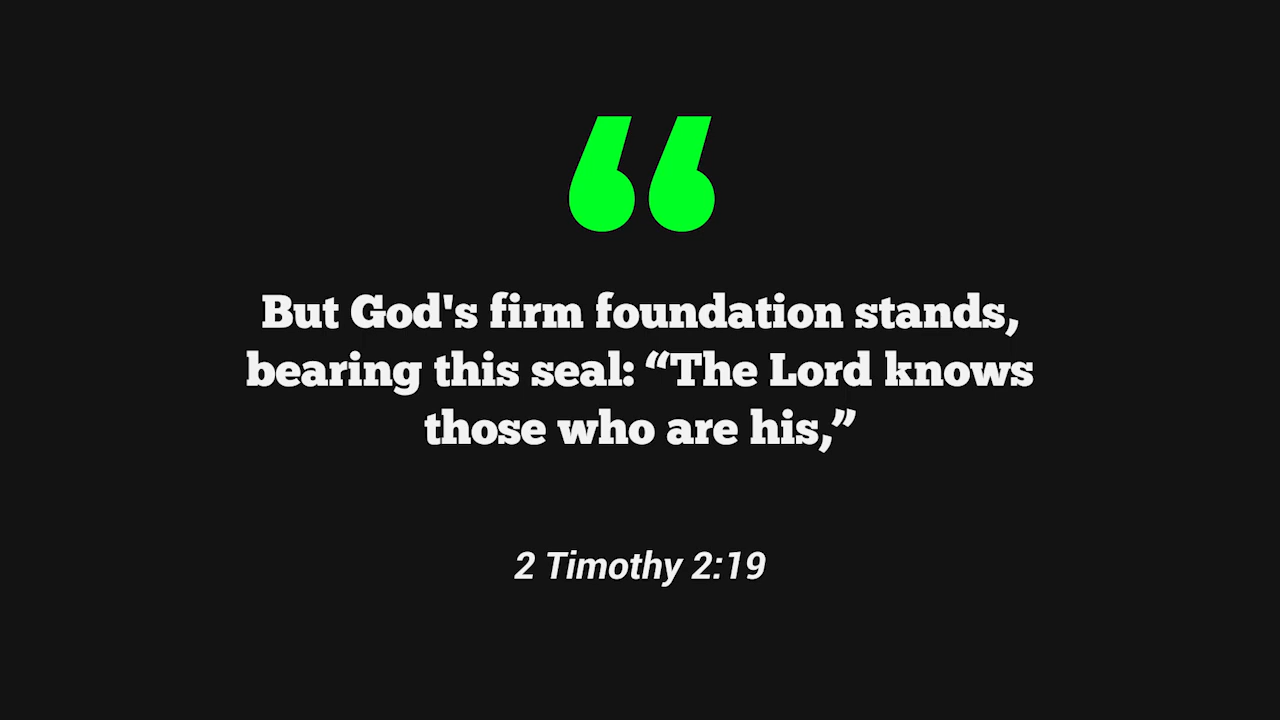 “
But God's firm foundation stands,
bearing this seal: “The Lord knows
those who are his,”
2 Timothy 2:19